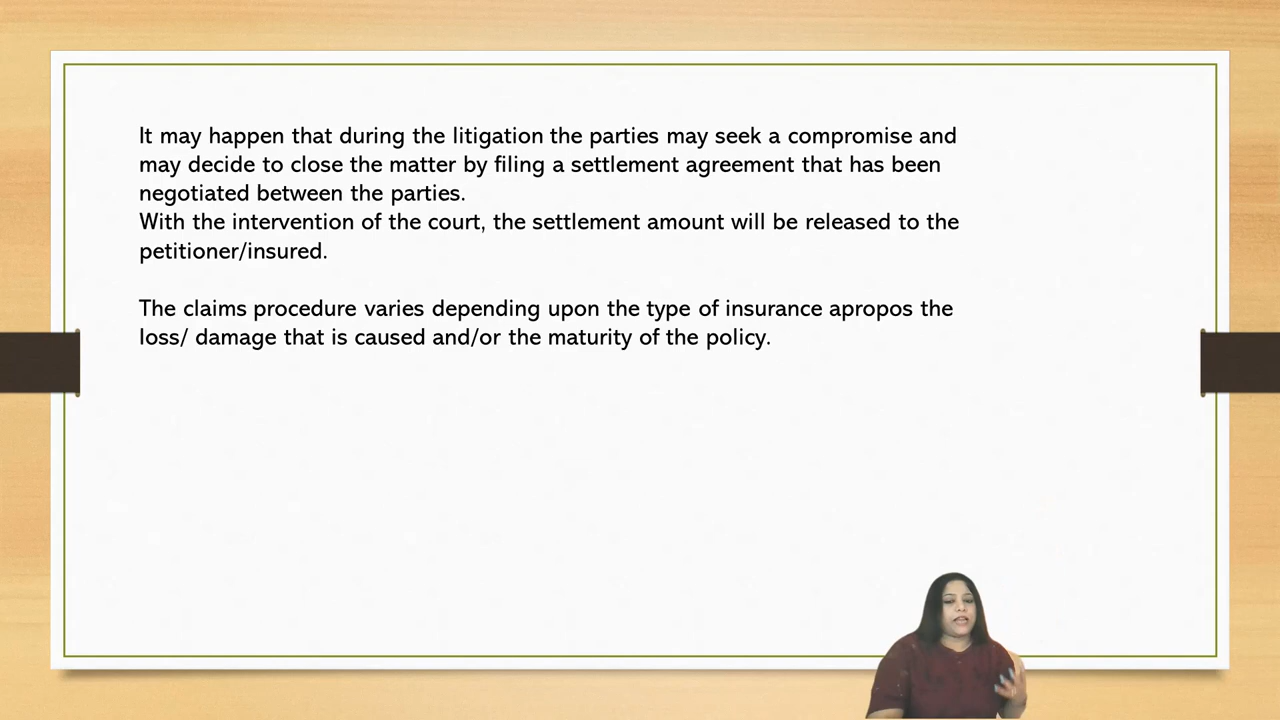 It may happen that during the litigation the parties may seek a compromise and
may decide to close the matter by filing a settlement agreement that has been
negotiated between the parties.
With the intervention of the court, the settlement amount will be released to the
petitioner/insured.
The claims procedure varies depending upon the type of insurance apropos the
loss/ damage that is caused and/or the maturity of the policy.